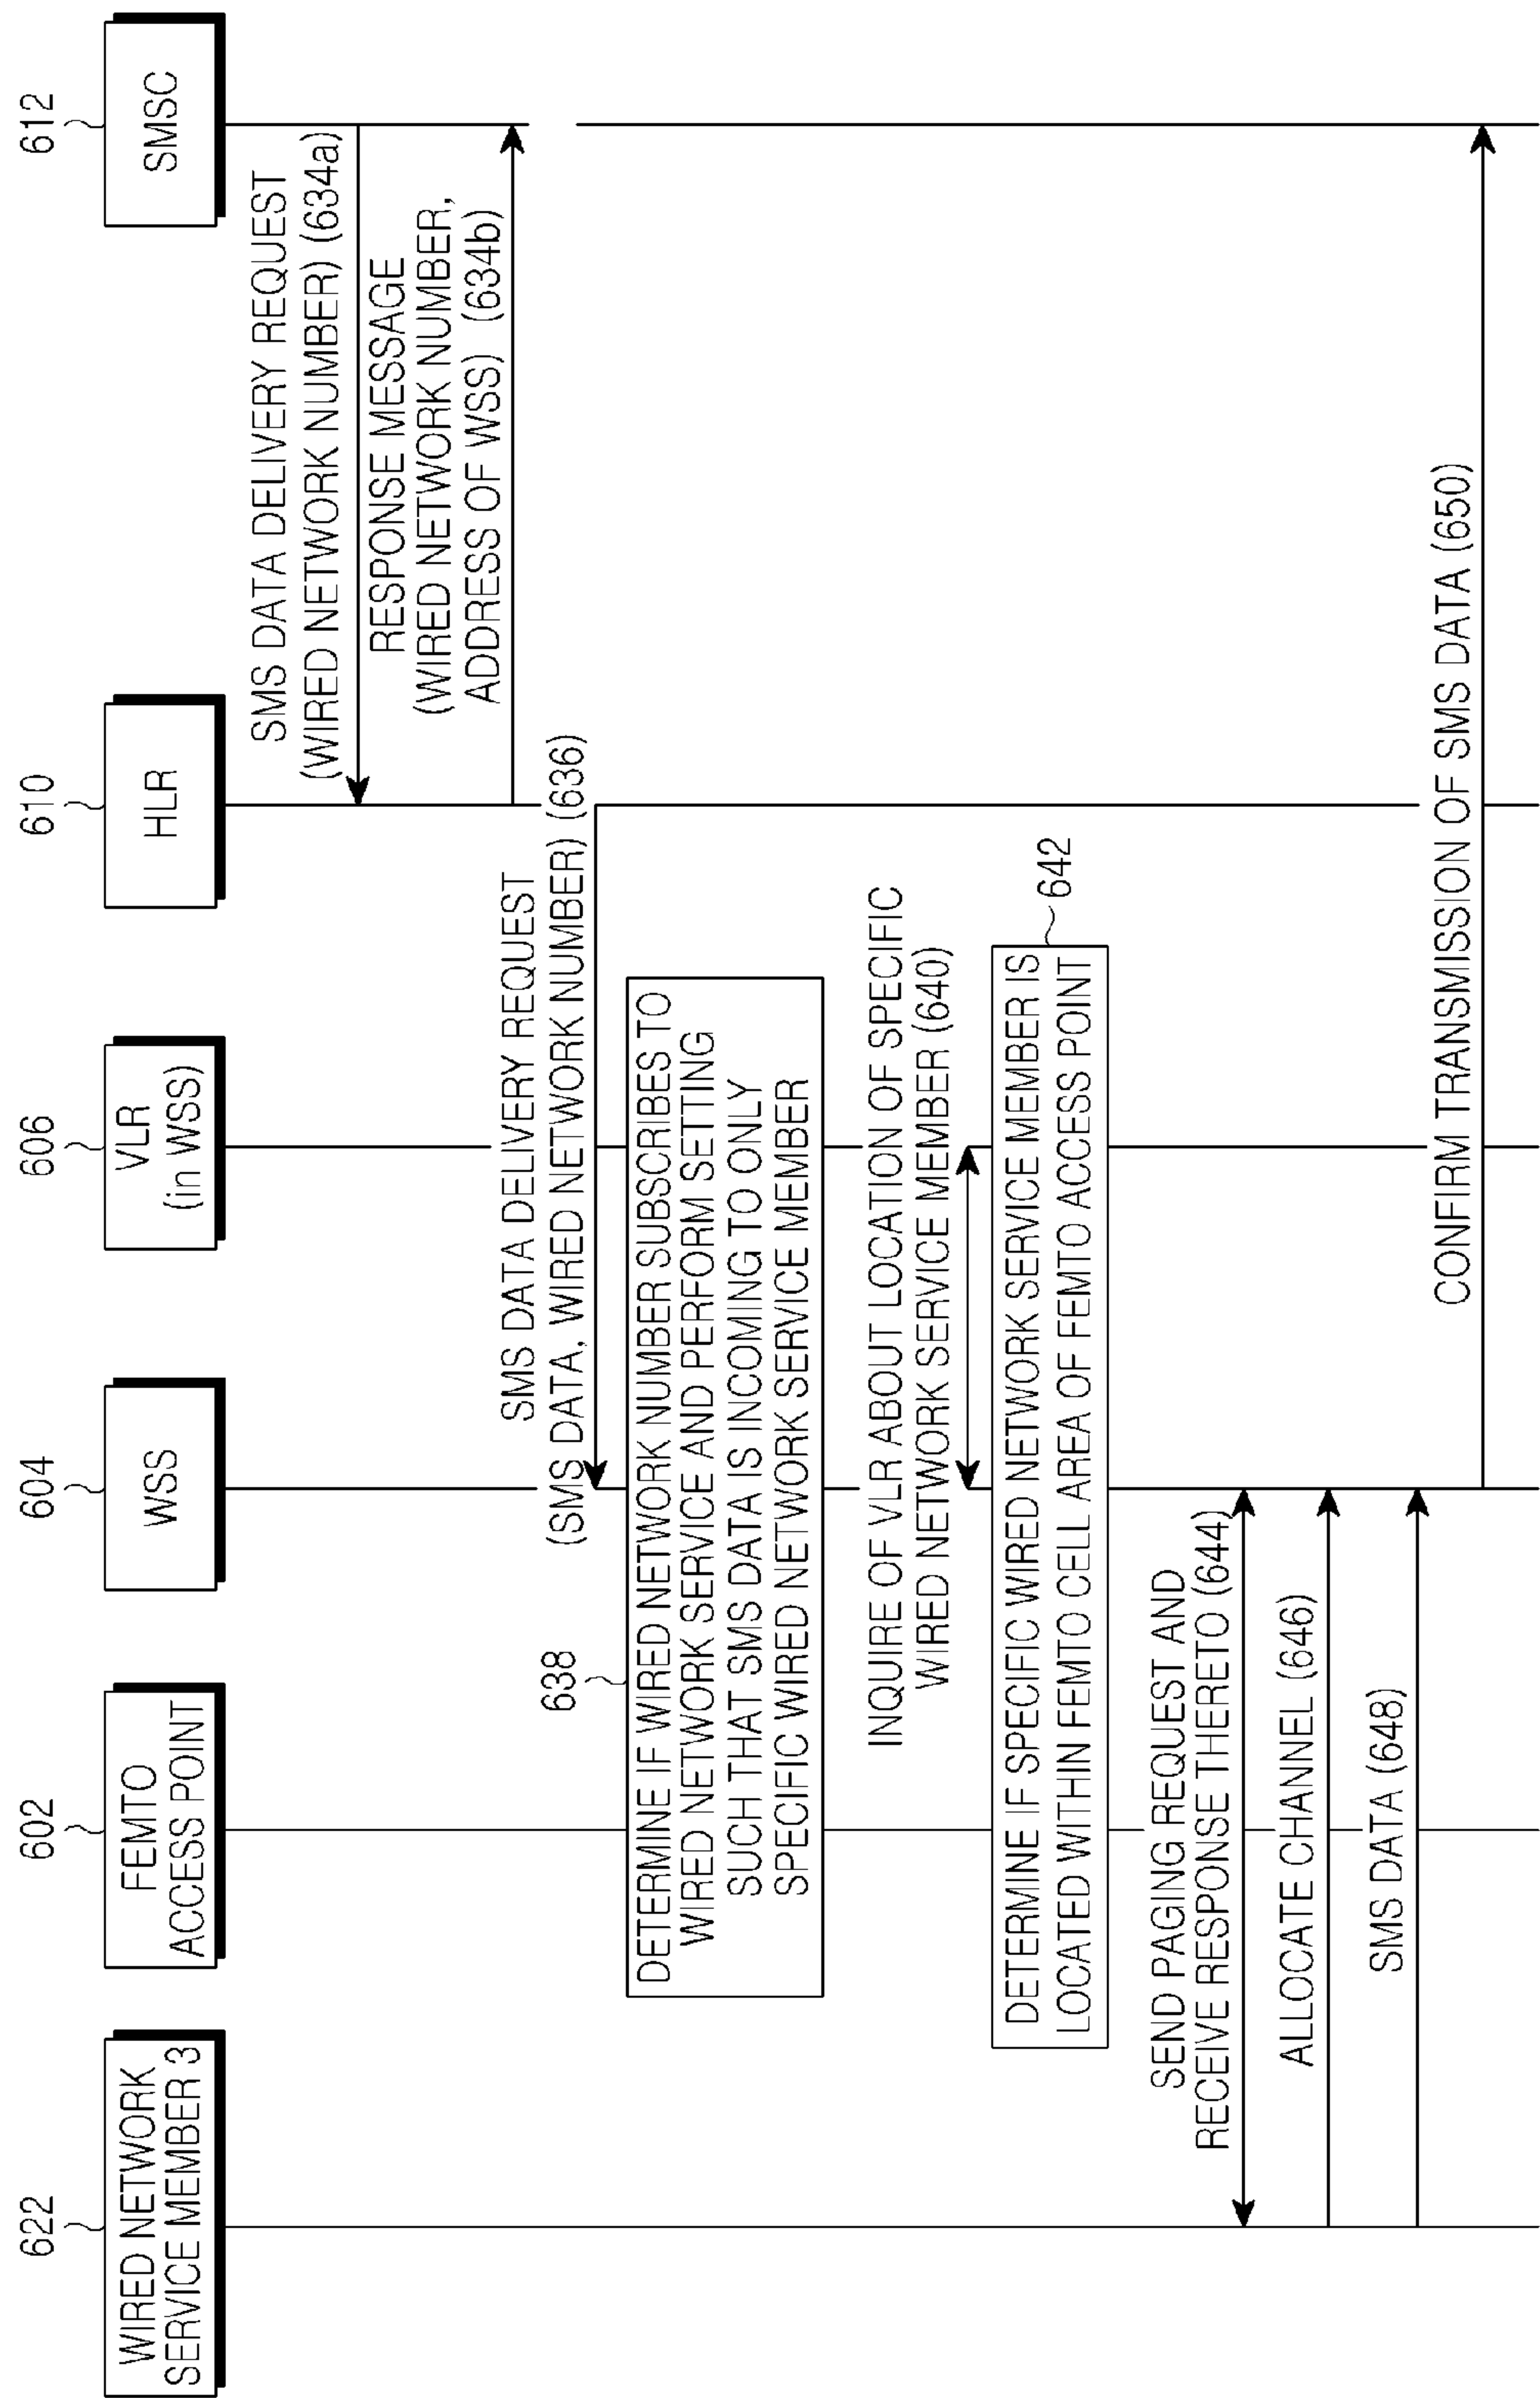 622
WIRED NETWORK
SERVICE MEMBER 3
602
FEMTO
ACCESS POINT
604
WSS
606
VLR
(in WSS)
610
HLR
612
SMSC
SMS DATA DELIVERY REQUEST
(WIRED NETWORK NUMBER) (634a)
RESPONSE MESSAGE
(WIRED NETWORK NUMBER,
ADDRESS OF WSS) (634b)
SMS DATA DELIVERY REQUEST
(SMS DATA, WIRED NETWORK NUMBER) (636)
638
DETERMINE IF WIRED NETWORK NUMBER SUBSCRIBES TO
WIRED NETWORK SERVICE AND PERFORM SETTING
SUCH THAT SMS DATA IS INCOMING TO ONLY
SPECIFIC WIRED NETWORK SERVICE MEMBER
INQUIRE OF VLR ABOUT LOCATION OF SPECIFIC
WIRED NETWORK SERVICE MEMBER (640)
DETERMINE IF SPECIFIC WIRED NETWORK SERVICE MEMBER IS
LOCATED WITHIN FEMTO CELL AREA OF FEMTO ACCESS POINT
642
SEND PAGING REQUEST AND
RECEIVE RESPONSE THERETO (644)
ALLOCATE CHANNEL (646)
SMS DATA (648)
CONFIRM TRANSMISSION OF SMS DATA (650)